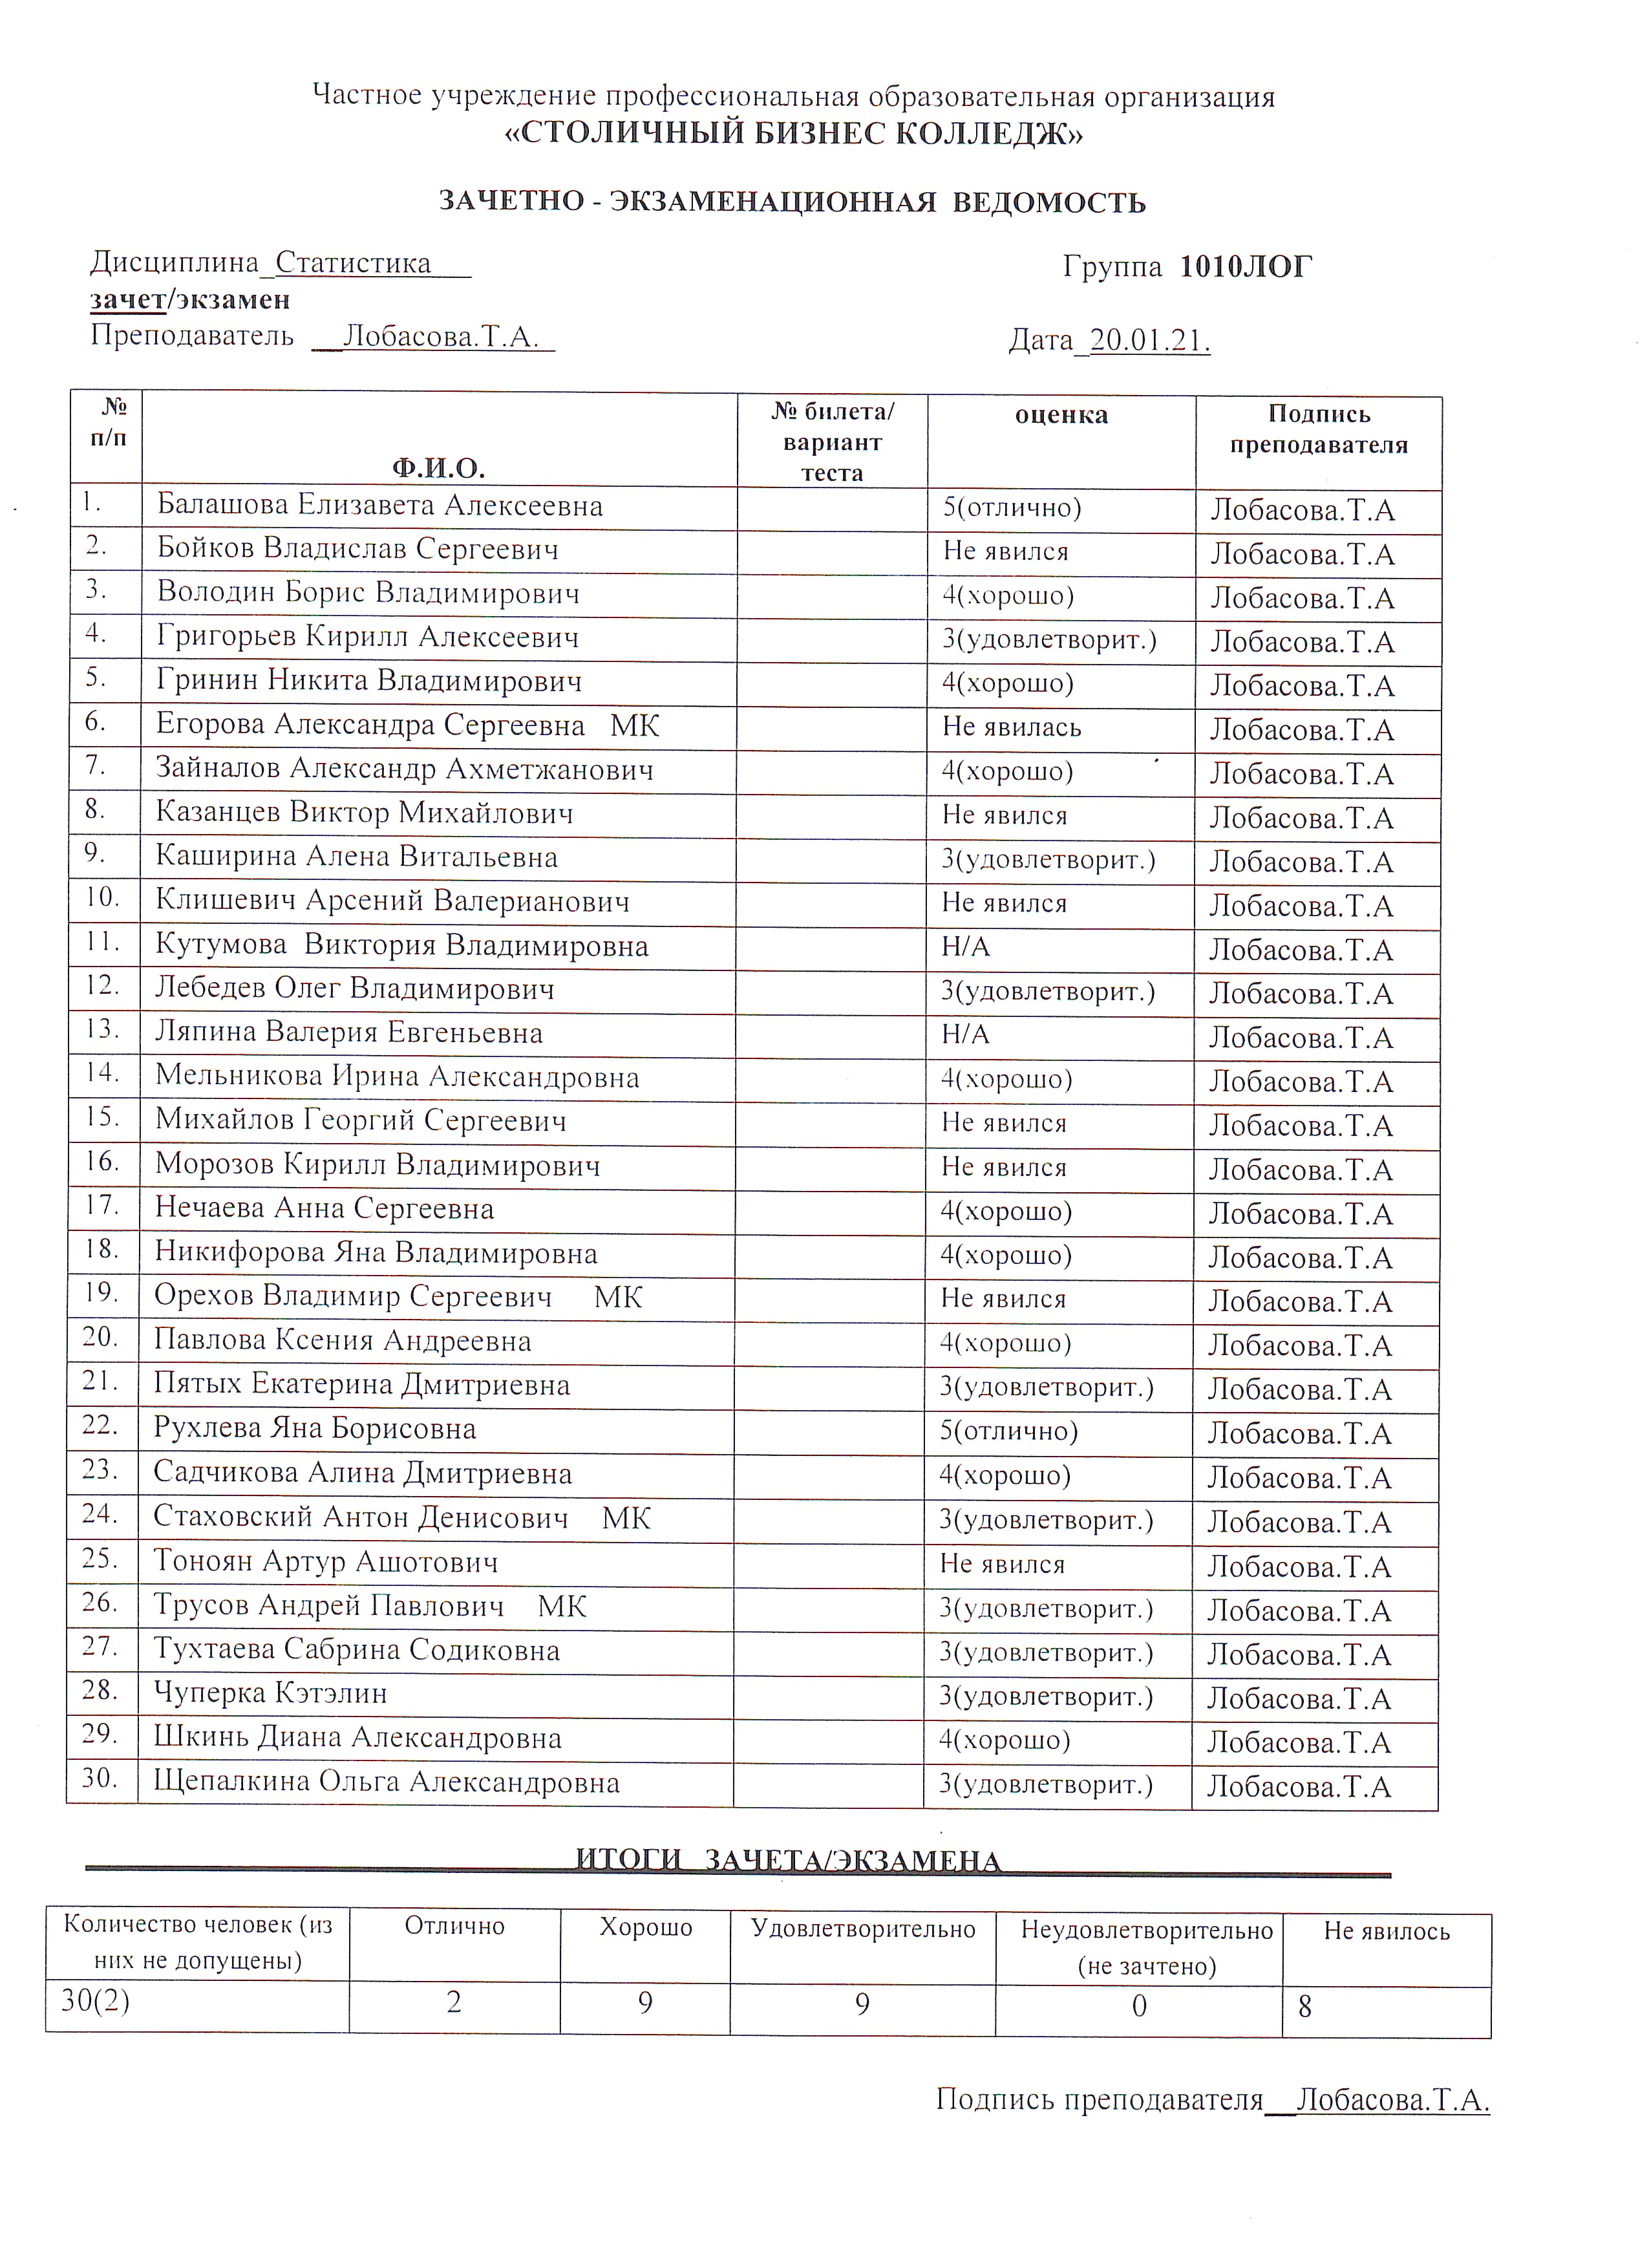 Частное учреждение профессиональная образовательная организация
«СТОЛИЧНЫЙ БИЗНЕС КОЛЛЕДЖ»
ЗАЧЕТНО - ЭКЗАМЕНАЦИОННАЯ ВЕДОМОСТЬ
Дисциплина_Статистика Группа 1010ЛОГ
зачет/экзамен
Преподаватель __Лобасова.Т.А. Дата_20.01.21.
№ п/п Ф.И.О. № билета/ вариант теста оценка Подпись преподавателя
1. Балашова Елизавета Алексеевна 5(отлично) Лобасова.Т.А
2. Бойков Владислав Сергеевич Не явился Лобасова.Т.А
3. Володин Борис Владимирович 4(хорошо) Лобасова.Т.А
4. Григорьев Кирилл Алексеевич 3(удовлетворит.) Лобасова.Т.А
5. Гринин Никита Владимирович 4(хорошо) Лобасова.Т.А
6. Егорова Александра Сергеевна МК Не явилась Лобасова.Т.А
7. Зайналов Александр Ахметжанович 4(хорошо) Лобасова.Т.А
8. Казанцев Виктор Михайлович Не явился Лобасова.Т.А
9. Каширина Алена Витальевна 3(удовлетворит.) Лобасова.Т.А
10. Клишевич Арсений Валерианович Не явился Лобасова.Т.А
11. Кутумова Виктория Владимировна Н/А Лобасова.Т.А
12. Лебедев Олег Владимирович 3(удовлетворит.) Лобасова.Т.А
13. Ляпина Валерия Евгеньевна Н/А Лобасова.Т.А
14. Мельникова Ирина Александровна 4(хорошо) Лобасова.Т.А
15. Михайлов Георгий Сергеевич Не явился Лобасова.Т.А
16. Морозов Кирилл Владимирович Не явился Лобасова.Т.А
17. Нечаева Анна Сергеевна 4(хорошо) Лобасова.Т.А
18. Никифорова Яна Владимировна 4(хорошо) Лобасова.Т.А
19. Орехов Владимир Сергеевич МК Не явился Лобасова.Т.А
20. Павлова Ксения Андреевна 4(хорошо) Лобасова.Т.А
21. Пятых Екатерина Дмитриевна 3(удовлетворит.) Лобасова.Т.А
22. Рухлева Яна Борисовна 5(отлично) Лобасова.Т.А
23. Садчикова Алина Дмитриевна 4(хорошо) Лобасова.Т.А
24. Стаховский Антон Денисович МК 3(удовлетворит.) Лобасова.Т.А
25. Тоноян Артур Ашотович Не явился Лобасова.Т.А
26. Трусов Андрей Павлович МК 3(удовлетворит.) Лобасова.Т.А
27. Тухтаева Сабрина Содиковна 3(удовлетворит.) Лобасова.Т.А
28. Чуперка Кэтэлин 3(удовлетворит.) Лобасова.Т.А
29. Шкинь Диана Александровна 4(хорошо) Лобасова.Т.А
30. Щепалкина Ольга Александровна 3(удовлетворит.) Лобасова.Т.А
ИТОГИ ЗАЧЕТА/ЭКЗАМЕНА
Количество человек (из них не допущены) Отлично Хорошо Удовлетворительно Неудовлетворительно (не зачтено) Не явилось
30(2) 2 9 9 0 8
Подпись преподавателя__Лобасова.Т.А.